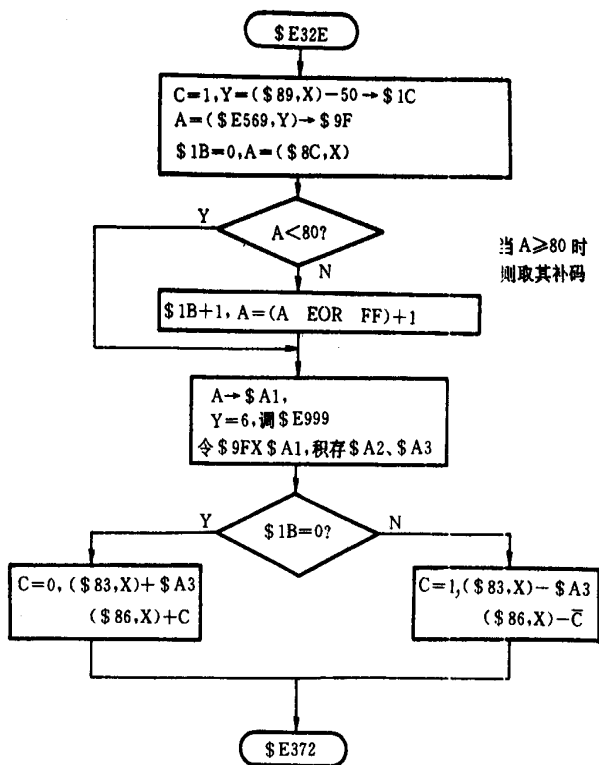 $E32E
C=1,Y=($89,X)-50→$1C
A=($E569,Y)→$9F
$1B=0,A=($8C,X)
Y
A<80?
N
当A≥80时
则取其补码
$1B+1,A=(A EOR FF)+1
A→$A1,
Y=6,调$E999
令$9FX$A1,积存$A2、$A3
Y
$1B=0?
N
C=0,($83,X)+$A3
($86,X)+C
C=1,($83,X)-$A3
($86,X)-C̅
$E372